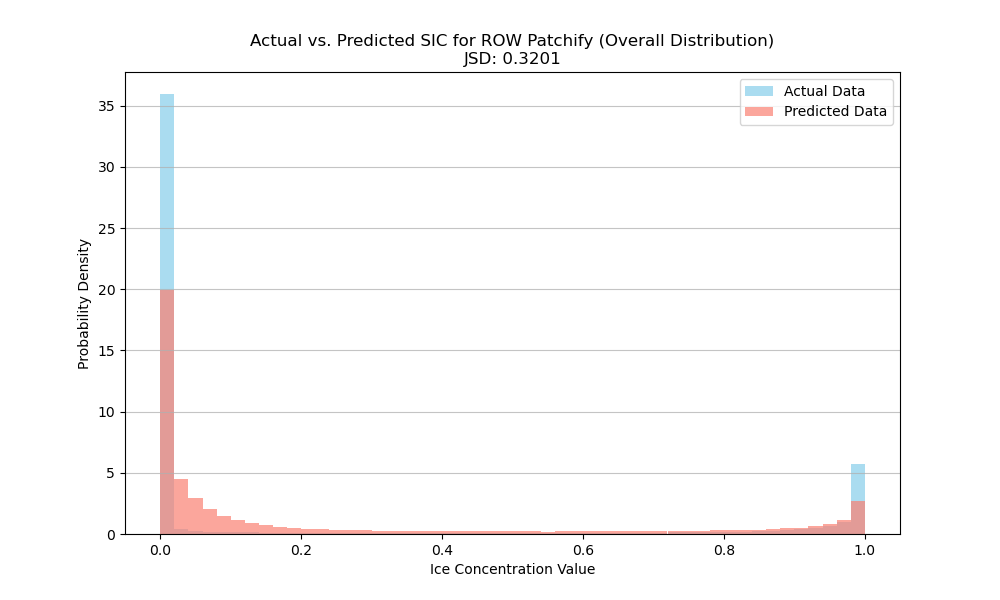 Actual vs. Predicted SIC for ROW Patchify (Overall Distribution)
JSD: 0.3201
Actual Data
Predicted Data
Probability Density
35
30
25
20
15
10
5
0
0.0
0.2
0.4
0.6
0.8
1.0
Ice Concentration Value